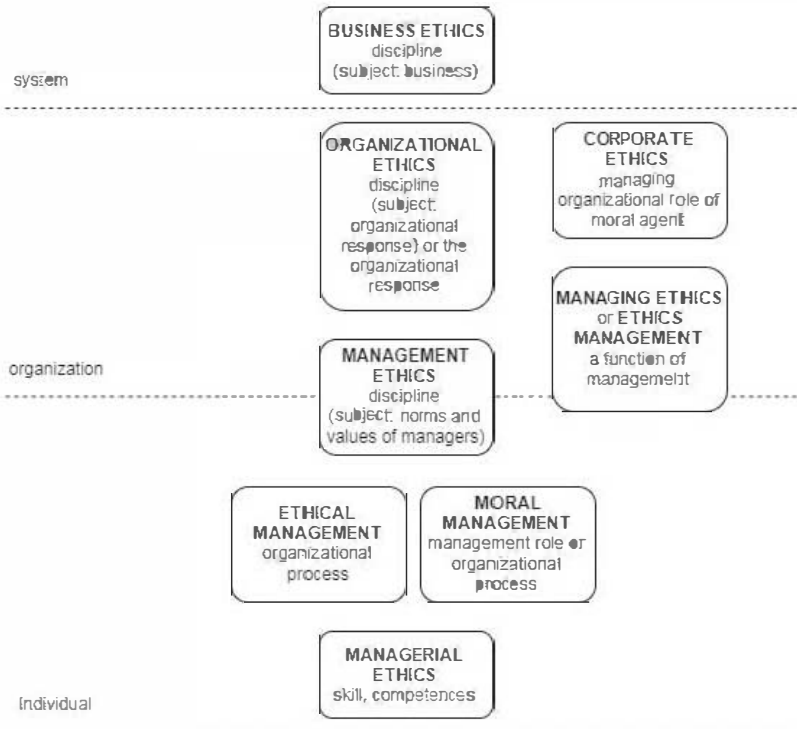 BUSINESS ETHICS
discipline
(subject: business)
system
ORGANIZATIONAL
ETHICS
discipline
(subject:
organizational
response) or the
organizational
response
CORPORATE
ETHICS
managing
organizational role of
moral agent
MANAGING ETHICS
or ETHICS
MANAGEMENT
a function of
management
MANAGEMENT
ETHICS
discipline
(subject: norms and
values of managers)
organization
ETHICAL
MANAGEMENT
organizational
process
MORAL
MANAGEMENT
management role or
organizational
process
MANAGERIAL
ETHICS
skill, competences
Individual